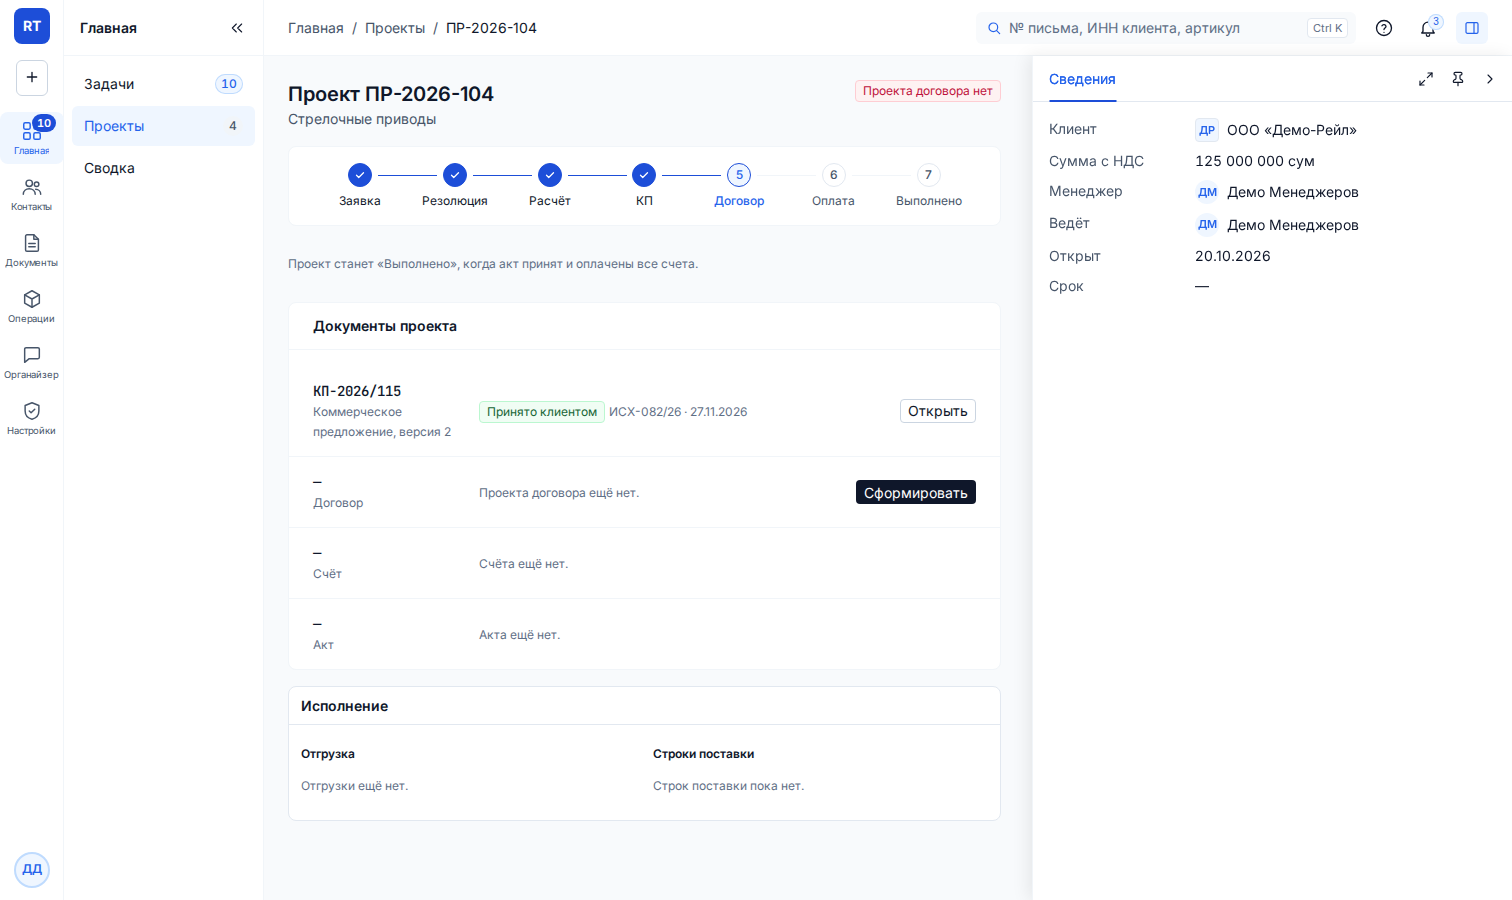 RT
Главная
Главная / Проекты / ПР-2026-104
№ письма, ИНН клиента, артикул
Ctrl K
3
10
Главная
Контакты
Документы
Операции
Органайзер
Настройки
ДД
Задачи 10
Проекты 4
Сводка
Проект ПР-2026-104
Проекта договора нет
Стрелочные приводы
5 6 7
Заявка Резолюция Расчёт КП Договор Оплата Выполнено
Проект станет «Выполнено», когда акт принят и оплачены все счета.
Документы проекта
КП-2026/115
Коммерческое
предложение, версия 2
Принято клиентом ИСХ-082/26 · 27.11.2026
Открыть
—
Договор
Проекта договора ещё нет.
Сформировать
—
Счёт
Счёта ещё нет.
—
Акт
Акта ещё нет.
Исполнение
Отгрузка
Отгрузки ещё нет.
Строки поставки
Строк поставки пока нет.
Сведения
Клиент ДР ООО «Демо-Рейл»
Сумма с НДС 125 000 000 сум
Менеджер ДМ Демо Менеджеров
Ведёт ДМ Демо Менеджеров
Открыт 20.10.2026
Срок —